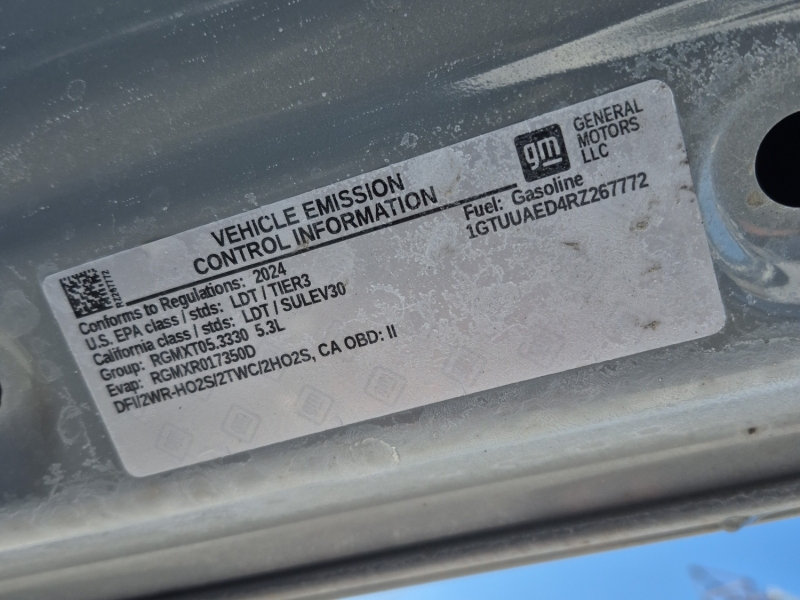 VEHICLE EMISSION
CONTROL INFORMATION
gm
GENERAL
MOTORS
LLC
Fuel: Gasoline
1GTUUAED4RZ267772
RZ267772
Conforms to Regulations: 2024
U.S. EPA class / stds: LDT / TIER3
California class / stds: LDT / SULEV30
Group: RGMXT05.3330 5.3L
Evap: RGMXR017350D
DFI/2WR-HO2S/2TWC/2HO2S, CA OBD: II